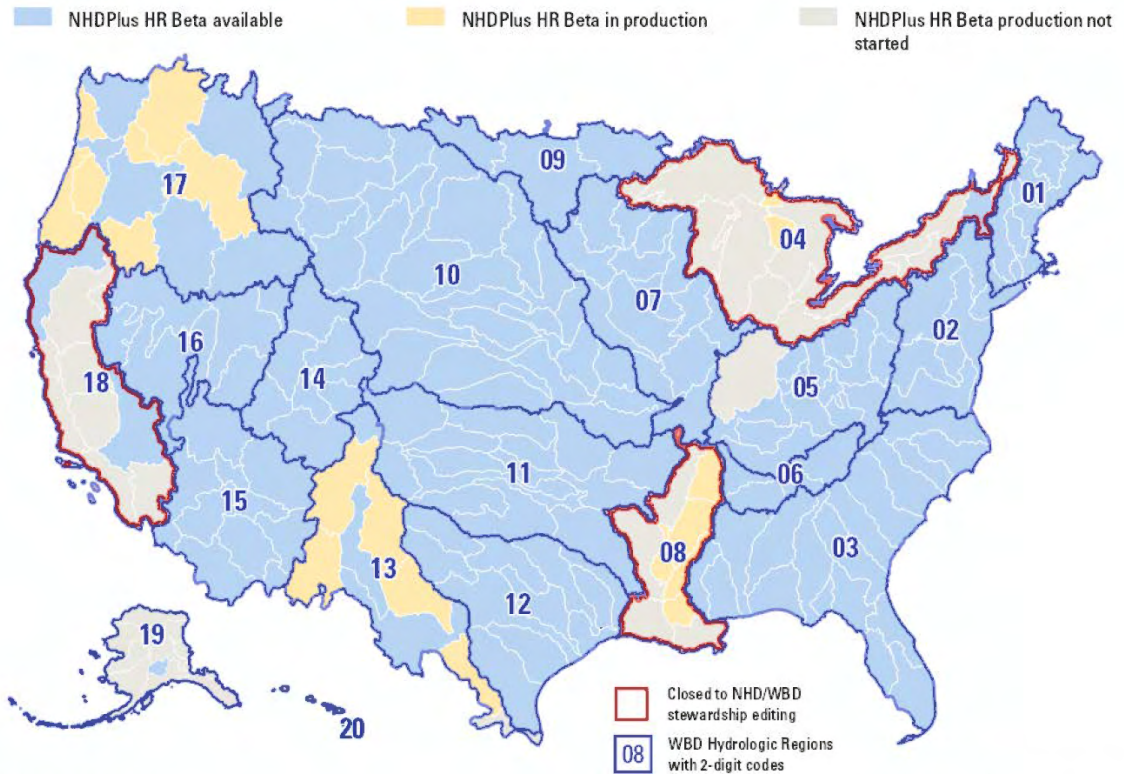 NHDPlus HR Beta available
NHDPlus HR Beta in production
NHDPlus HR Beta production not
started
09
01
17
04
10
07
02
16
18
14
05
11
06
15
08
03
13
12
19
20
Closed to NHD/WBD
stewardship editing
08
WBD Hydrologic Regions
with 2-digit codes